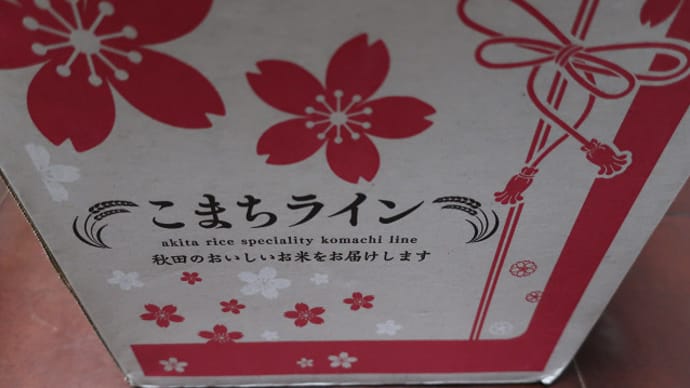 こまちライン
akita rice speciality komachi line
秋田のおいしいお米をお届けします